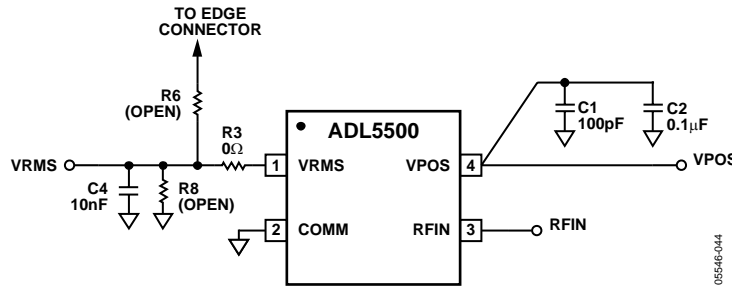 TO EDGE
CONNECTOR
R6
(OPEN)
R3
0Ω
VRMS
C4
10nF
R8
(OPEN)
ADL5500
1
VRMS
VPOS
4
2
COMM
RFIN
3
C1
100pF
C2
0.1μF
VPOS
RFIN
05546-044